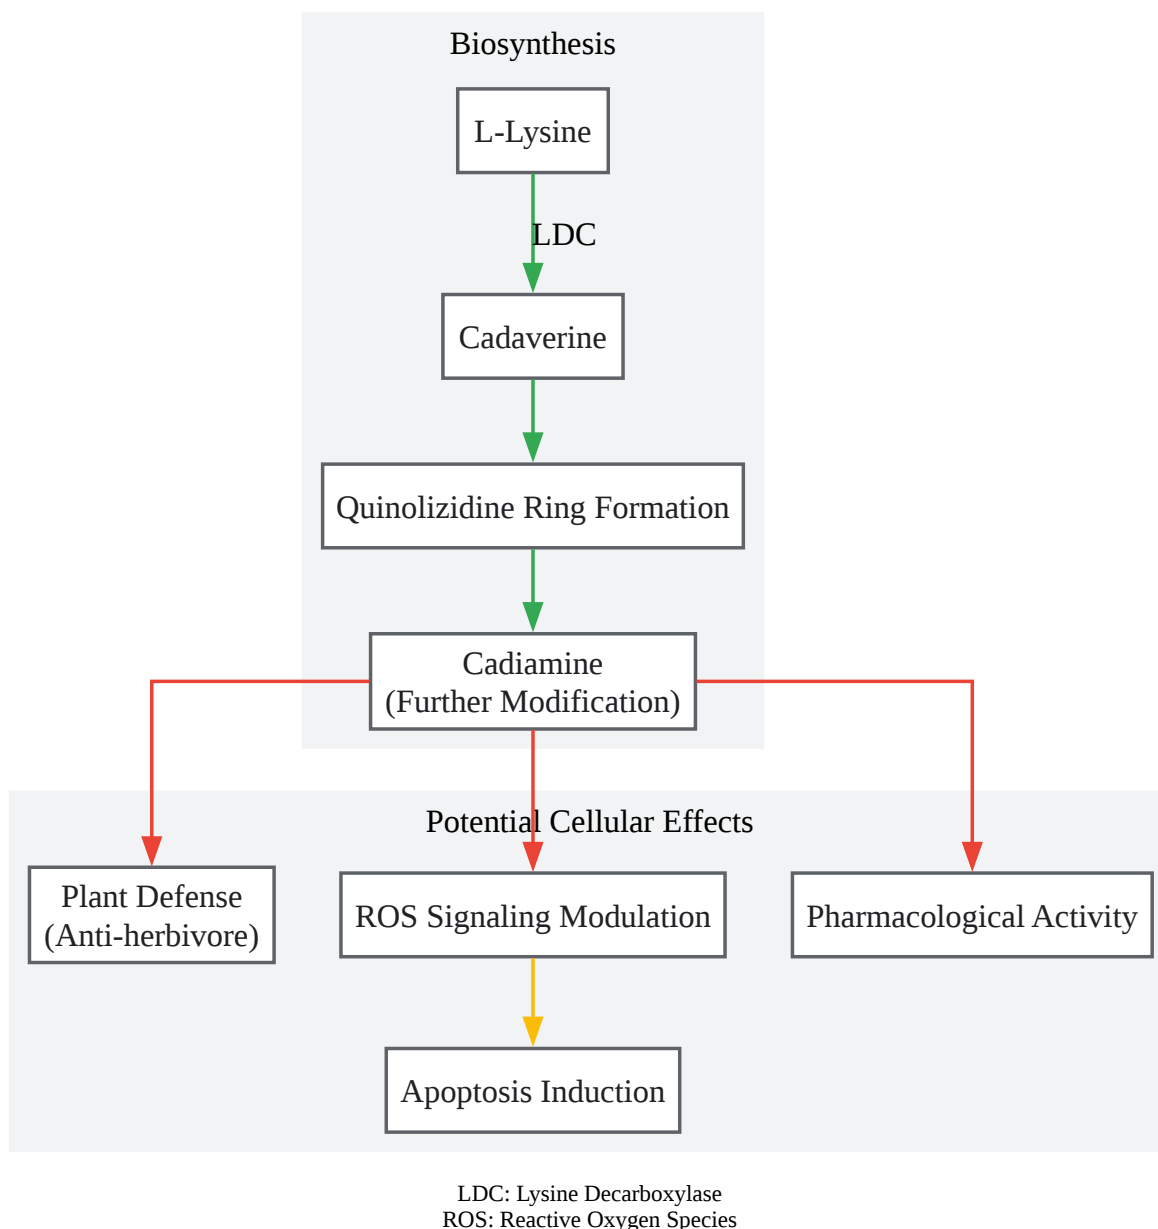 Biosynthesis
L-Lysine
LDC
Cadaverine
Quinolizidine Ring Formation
Cadiamine
(Further Modification)
Potential Cellular Effects
Plant Defense
(Anti-herbivore)
ROS Signaling Modulation
Pharmacological Activity
Apoptosis Induction
LDC: Lysine Decarboxylase
ROS: Reactive Oxygen Species